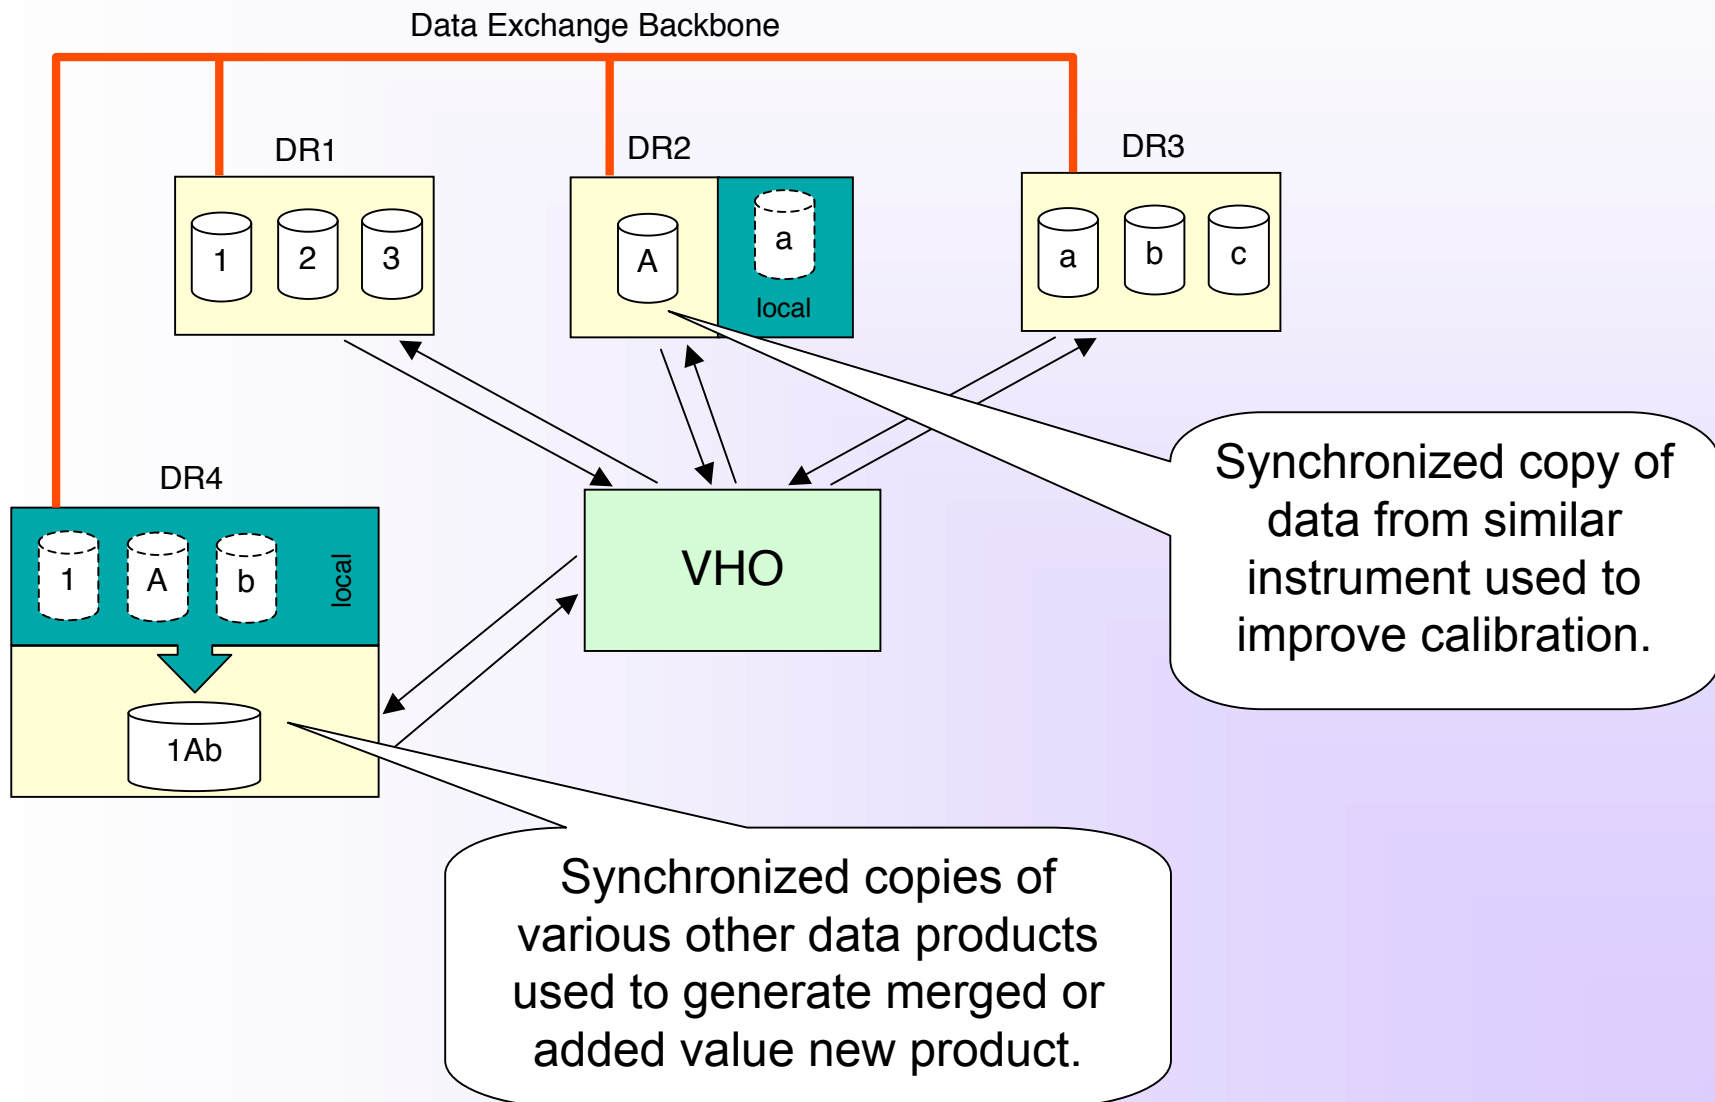 Data Exchange Backbone
DR1
DR2
DR3
1
2
3
A
a
local
a
b
c
DR4
1
A
b
local
1Ab
VHO
Synchronized copy of
data from similar
instrument used to
improve calibration.
Synchronized copies of
various other data products
used to generate merged or
added value new product.